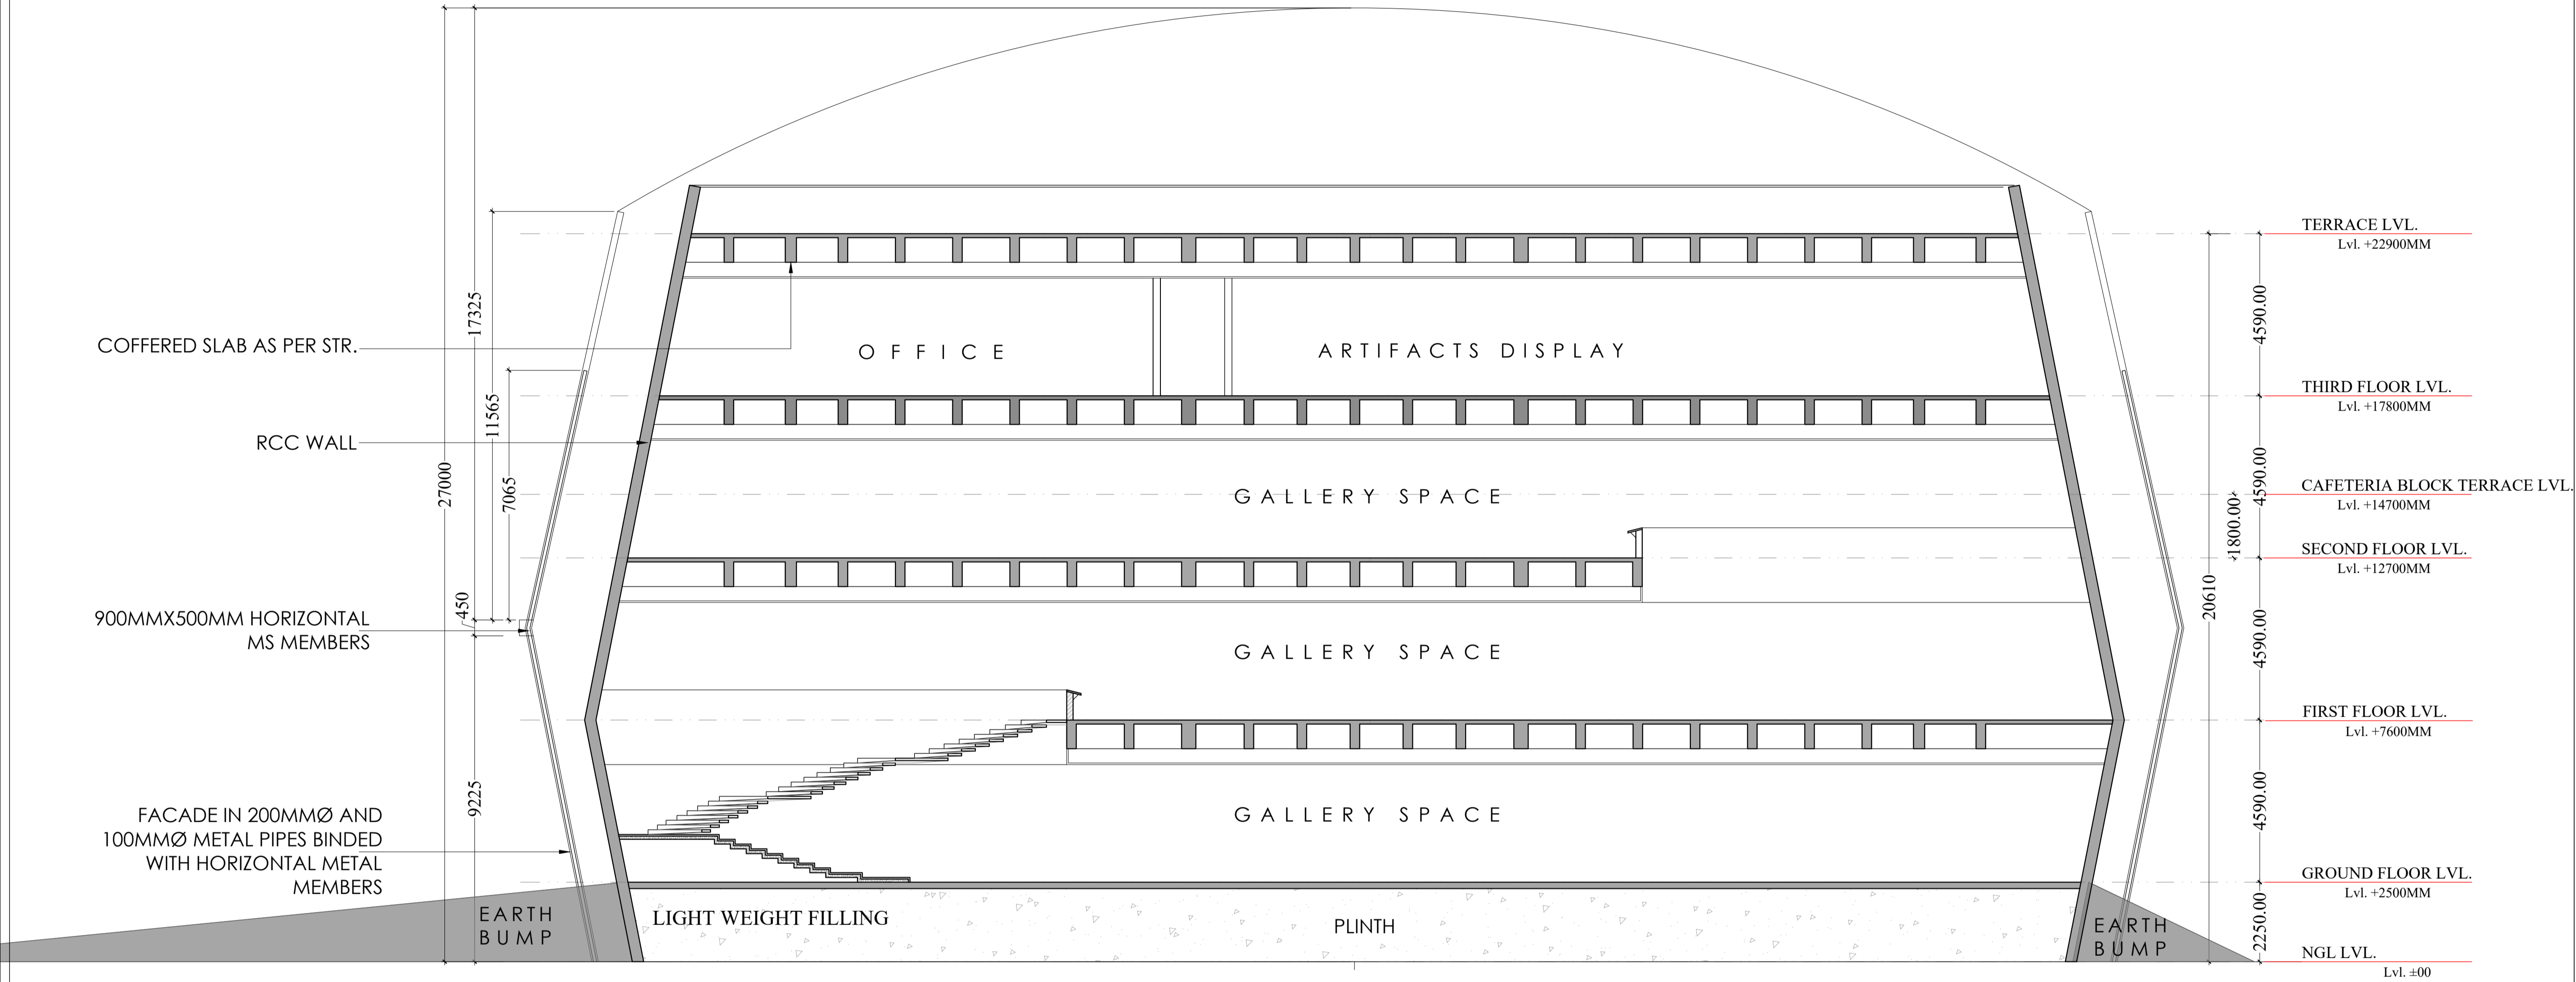 27000
17325
11565
7065
450
9225
COFFERED SLAB AS PER STR.
RCC WALL
900MMX500MM HORIZONTAL
MS MEMBERS
FACADE IN 200MMØ AND
100MMØ METAL PIPES BINDED
WITH HORIZONTAL METAL
MEMBERS
EARTH
BUMP
OFFICE
ARTIFACTS DISPLAY
GALLERY SPACE
GALLERY SPACE
GALLERY SPACE
LIGHT WEIGHT FILLING
PLINTH
EARTH
BUMP
20610
1800.00
4590.00
4590.00
4590.00
4590.00
2250.00
TERRACE LVL.
Lvl. +22900MM
THIRD FLOOR LVL.
Lvl. +17800MM
CAFETERIA BLOCK TERRACE LVL.
Lvl. +14700MM
SECOND FLOOR LVL.
Lvl. +12700MM
FIRST FLOOR LVL.
Lvl. +7600MM
GROUND FLOOR LVL.
Lvl. +2500MM
NGL LVL.
Lvl. ±00